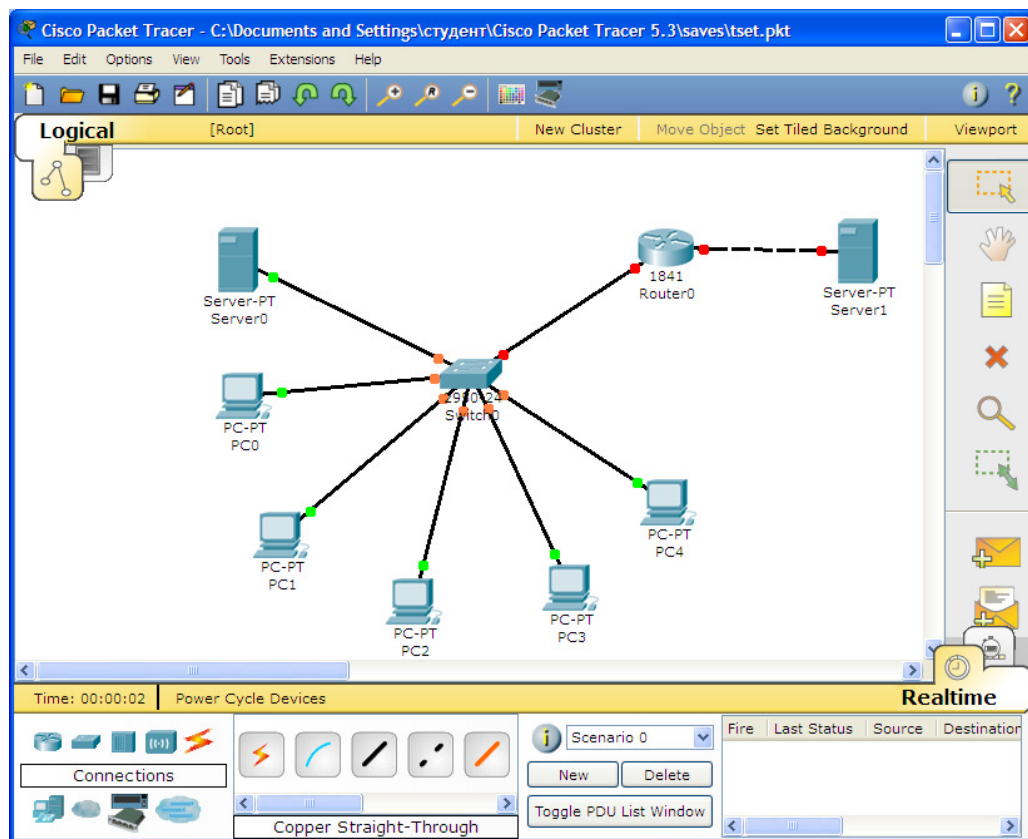 Cisco Packet Tracer - C:\Documents and Settings\студент\Cisco Packet Tracer 5.3\saves\tset.pkt
File Edit Options View Tools Extensions Help
Logical [Root] New Cluster Move Object Set Tiled Background Viewport
Server-PT
Server0
1841
Router0
Server-PT
Server1
2950-24
Switch0
PC-PT
PC0
PC-PT
PC1
PC-PT
PC2
PC-PT
PC3
PC-PT
PC4
Time: 00:00:02 Power Cycle Devices Realtime
Connections
Copper Straight-Through
Scenario 0
New Delete
Toggle PDU List Window
Fire Last Status Source Destination